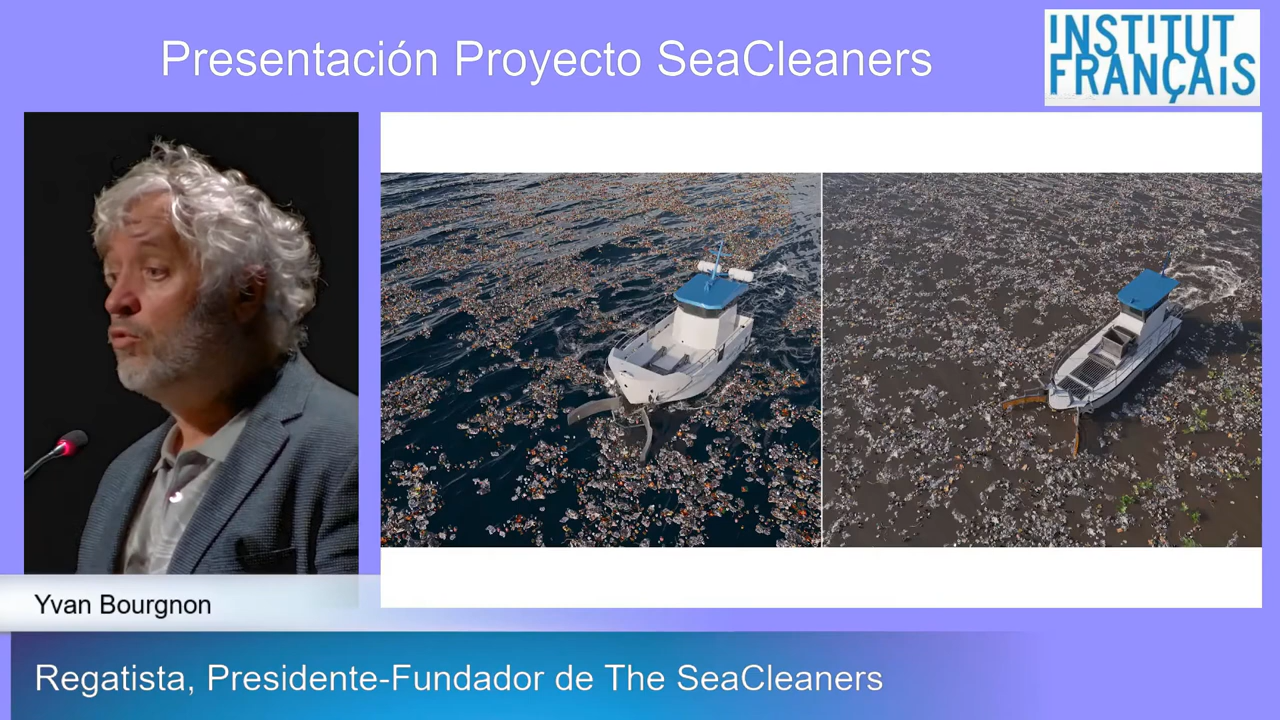 Presentación Proyecto SeaCleaners
INSTITUT
FRANÇAIS
Yvan Bourgnon
Regatista, Presidente-Fundador de The SeaCleaners